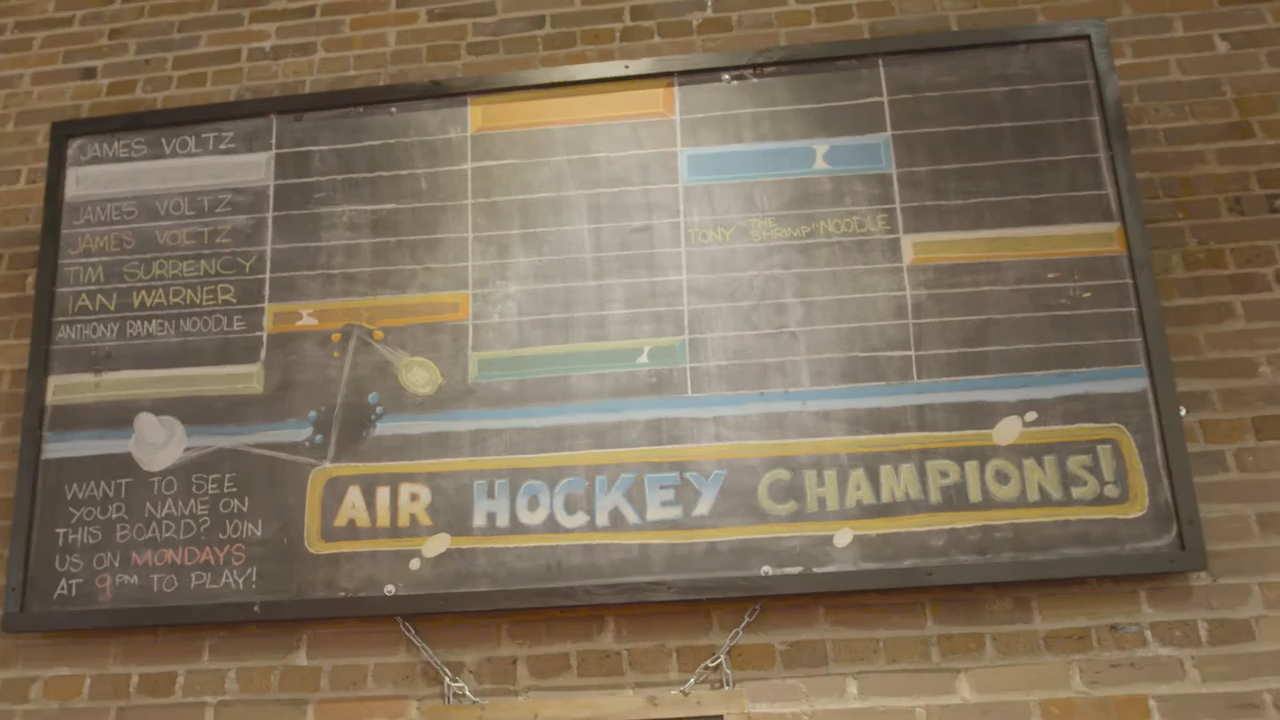 JAMES VOLTZ
JAMES VOLTZ
JAMES VOLTZ
TIM SURRENCY
IAN WARNER
ANTHONY RAMEN NOODLE
TONY "THE SHRIMP" NOODLE
WANT TO SEE
YOUR NAME ON
THIS BOARD? JOIN
US ON MONDAYS
AT 9PM TO PLAY!
AIR HOCKEY CHAMPIONS!